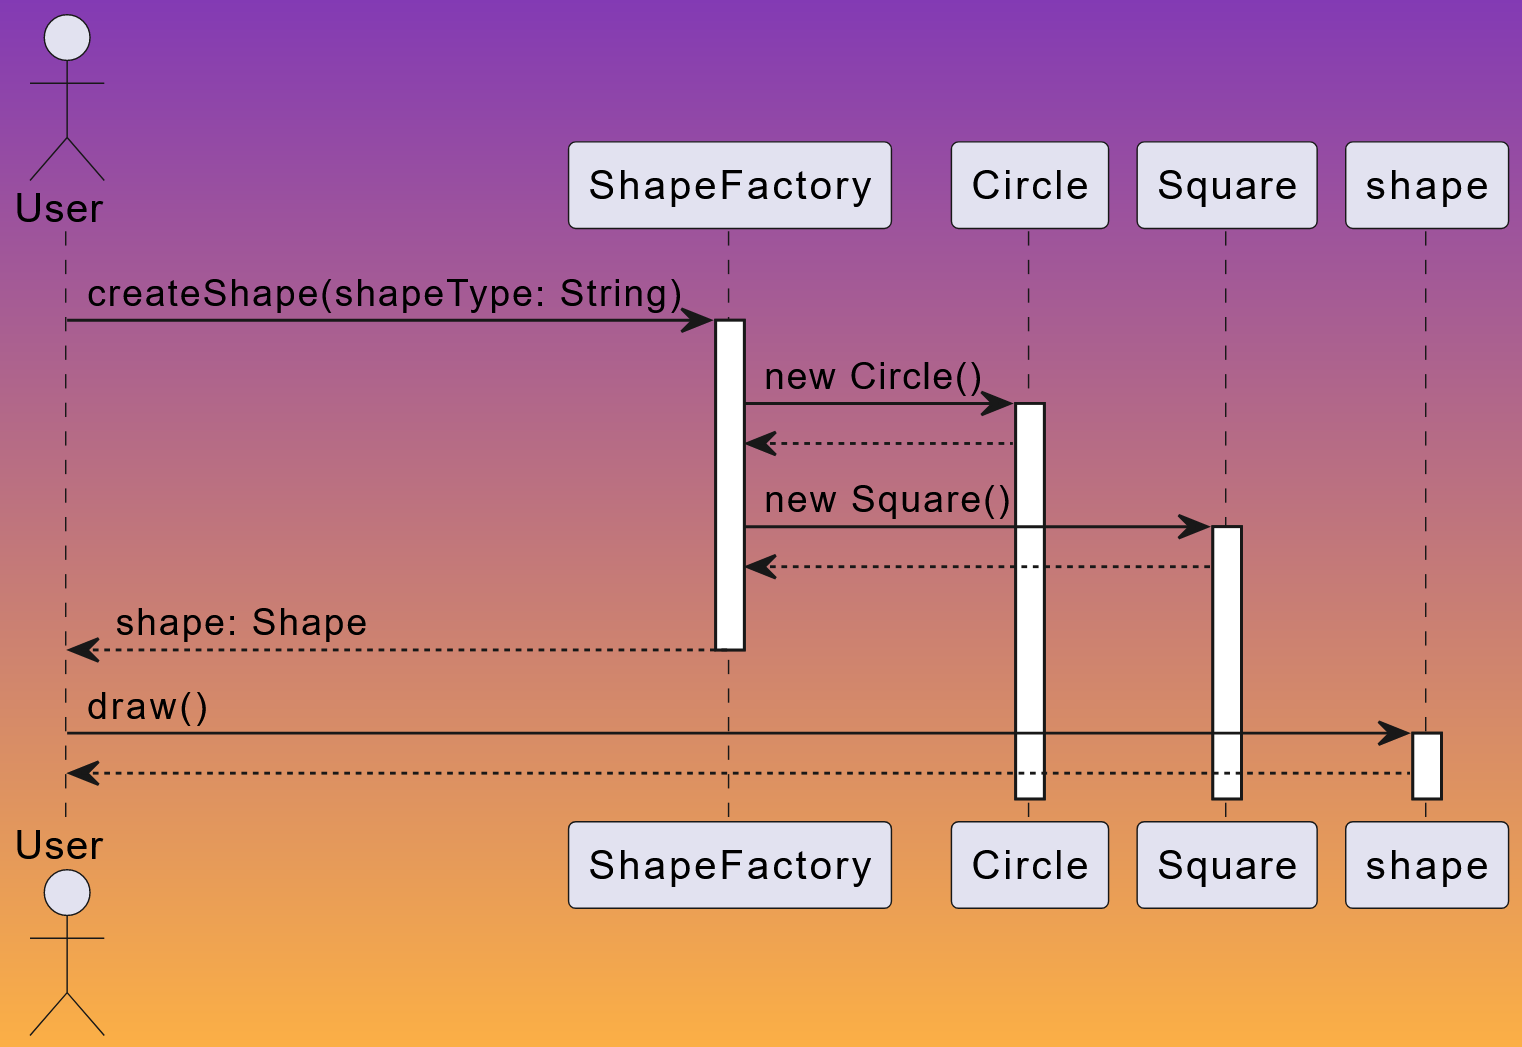 User
ShapeFactory
Circle
Square
shape
createShape(shapeType: String)
new Circle()
new Square()
shape: Shape
draw()
User
ShapeFactory
Circle
Square
shape